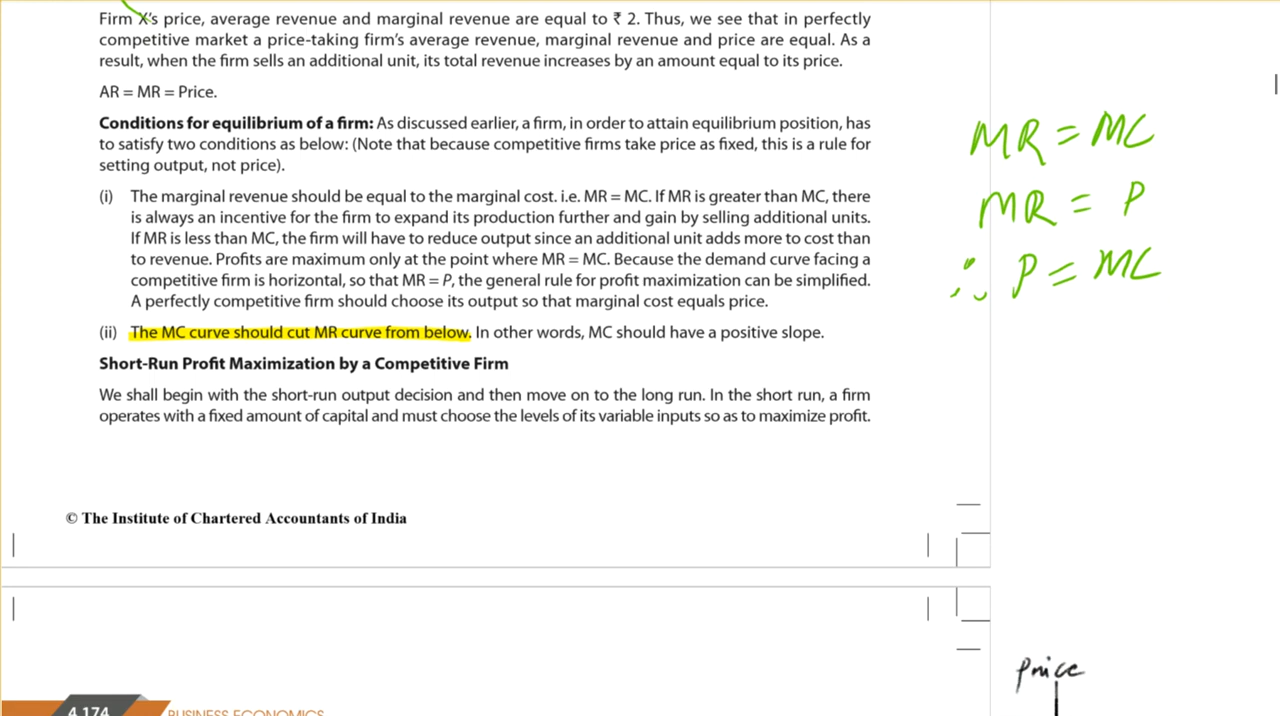 Firm X's price, average revenue and marginal revenue are equal to ₹ 2. Thus, we see that in perfectly
competitive market a price-taking firm's average revenue, marginal revenue and price are equal. As a
result, when the firm sells an additional unit, its total revenue increases by an amount equal to its price.
AR = MR = Price.
Conditions for equilibrium of a firm: As discussed earlier, a firm, in order to attain equilibrium position, has
to satisfy two conditions as below: (Note that because competitive firms take price as fixed, this is a rule for
setting output, not price).
(i) The marginal revenue should be equal to the marginal cost. i.e. MR = MC. If MR is greater than MC, there
is always an incentive for the firm to expand its production further and gain by selling additional units.
If MR is less than MC, the firm will have to reduce output since an additional unit adds more to cost than
to revenue. Profits are maximum only at the point where MR = MC. Because the demand curve facing a
competitive firm is horizontal, so that MR = P, the general rule for profit maximization can be simplified.
A perfectly competitive firm should choose its output so that marginal cost equals price.
(ii) The MC curve should cut MR curve from below. In other words, MC should have a positive slope.
Short-Run Profit Maximization by a Competitive Firm
We shall begin with the short-run output decision and then move on to the long run. In the short run, a firm
operates with a fixed amount of capital and must choose the levels of its variable inputs so as to maximize profit.
© The Institute of Chartered Accountants of India
4.174 BUSINESS ECONOMICS
MR = MC
MR = P
∴ P = MC
Price